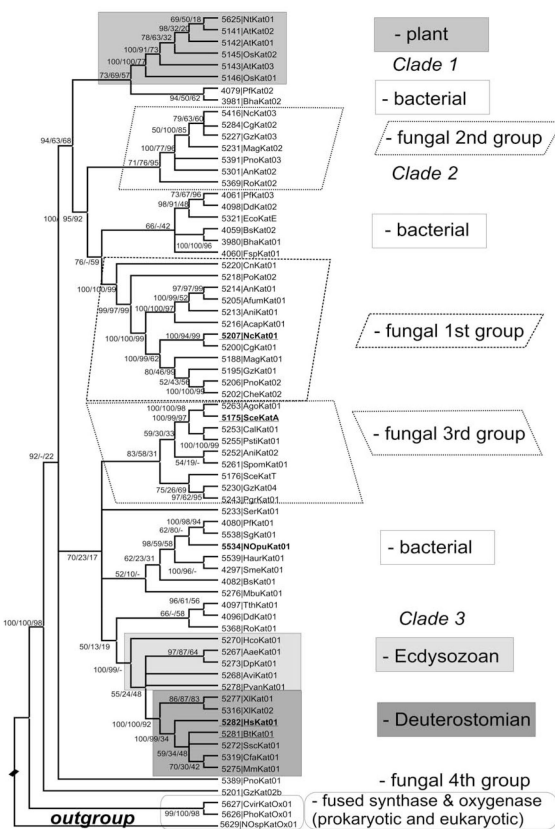 69/50/18
5625|NtKat01
98/32/20
5141|AtKat02
78/63/32
5142|AtKat01
100/91/73
5145|OsKat02
100/100/77
5143|AtKat03
5146|OsKat01
73/69/57
4079|PfKat02
94/50/62
3981|BhaKat02
94/63/68
5416|NcKat03
79/63/60
5284|CgKat02
50/100/85
5227|GzKat03
5231|MagKat02
100/77/96
5391|PnoKat03
71/76/95
5301|AnKat02
5369|RoKat02
100/
95/92
4061|PfKat03
73/67/96
4098|DdKat02
98/91/48
5321|EcoKatE
66/-/42
4059|BsKat02
3980|BhaKat01
100/100/96
4060|FspKat01
76/-/59
5220|CnKat01
100/100/99
5218|PoKat02
99/97/99
5214|AnKat01
97/97/99
5205|AfumKat01
100/99/52
5213|AniKat01
100/100/97
5216|AcapKat01
100/100/99
5207|NcKat01
100/94/99
5200|CgKat01
100/99/62
5188|MagKat01
5195|GzKat01
80/46/99
5206|PnoKat02
52/43/56
5202|CheKat02
100/100/99
5263|AgoKat01
100/100/98
5175|SceKatA
100/99/97
5253|CalKat01
59/30/33
5255|PstiKat01
100/100/99
5252|AniKat02
83/58/31
54/19/-
5261|SpomKat01
5176|SceKatT
75/26/69
5230|GzKat04
97/62/95
5243|PgrKat01
92/-/22
5233|SerKat01
100/98/94
4080|PfKat01
62/80/-
5538|SgKat01
98/59/58
5534|NOpuKat01
70/23/17
62/23/31
5539|HaurKat01
100/96/-
4297|SmeKat01
52/10/-
4082|BsKat01
5276|MbuKat01
96/61/56
4097|TthKat01
66/-/58
4096|DdKat01
5368|RoKat01
100/100/98
50/13/19
5270|HcoKat01
97/87/64
5267|AaeKat01
100/99/-
5273|DpKat01
5268|AviKat01
55/24/48
5278|PyanKat01
86/87/83
5277|XlKat01
5316|XlKat02
100/100/92
5282|HsKat01
100/99/34
5281|BtKat01
5272|SscKat01
59/34/48
5319|CfaKat01
70/30/42
5275|MmKat01
5389|PnoKat01
5201|GzKat02b
5627|CvirKatOx01
99/100/98
5626|PhoKatOx01
5629|NOspKatOx01
outgroup
- plant
Clade 1
- bacterial
- fungal 2nd group
Clade 2
- bacterial
- fungal 1st group
- fungal 3rd group
- bacterial
Clade 3
- Ecdysozoan
- Deuterostomian
- fungal 4th group
- fused synthase & oxygenase
(prokaryotic and eukaryotic)